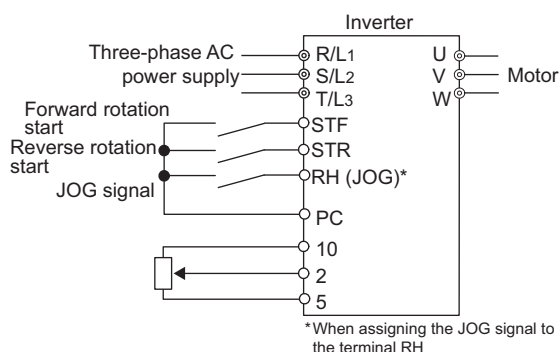 Inverter
Three-phase AC
power supply
R/L1
S/L2
T/L3
U
V
W
Motor
Forward rotation
start
STF
Reverse rotation
start
STR
JOG signal
RH (JOG)*
PC
10
2
5
*When assigning the JOG signal to
the terminal RH